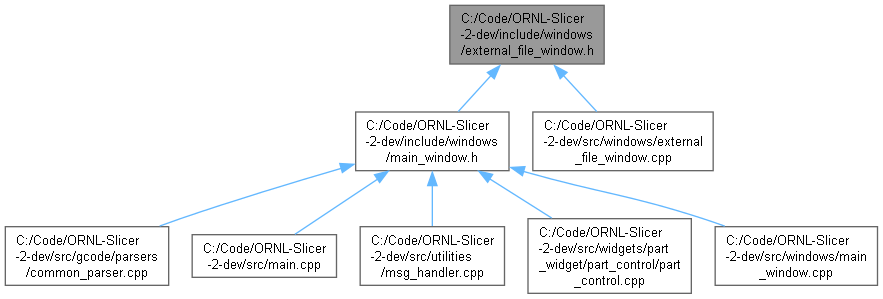 C:/Code/ORNL-Slicer
-2-dev/include/windows
/external_file_window.h
C:/Code/ORNL-Slicer
-2-dev/include/windows
/main_window.h
C:/Code/ORNL-Slicer
-2-dev/src/windows/external
_file_window.cpp
C:/Code/ORNL-Slicer
-2-dev/src/gcode/parsers
/common_parser.cpp
C:/Code/ORNL-Slicer
-2-dev/src/main.cpp
C:/Code/ORNL-Slicer
-2-dev/src/utilities
/msg_handler.cpp
C:/Code/ORNL-Slicer
-2-dev/src/widgets/part
_widget/part_control/part
_control.cpp
C:/Code/ORNL-Slicer
-2-dev/src/windows/main
_window.cpp